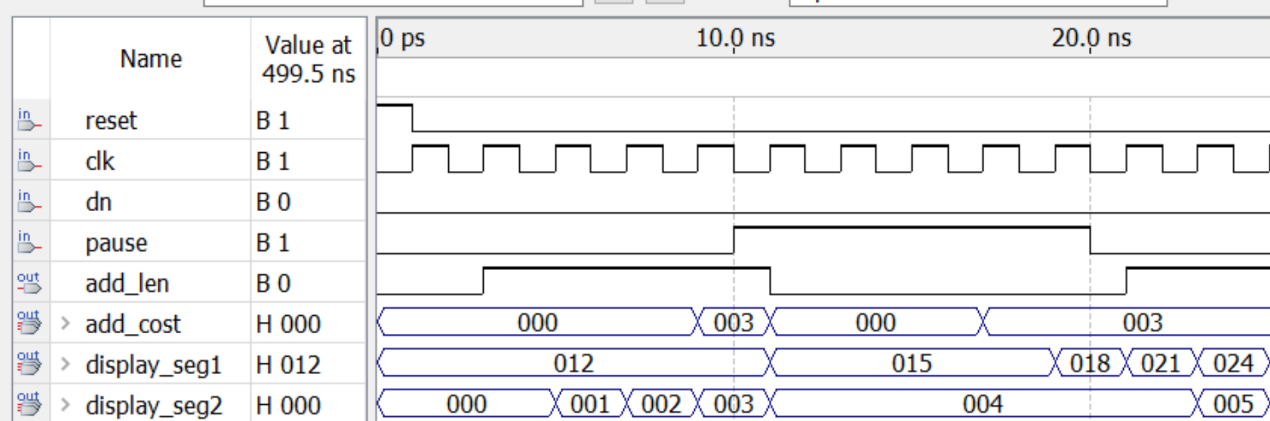 Name Value at 499.5 ns 0 ps 10.0 ns 20.0 ns
in reset B 1
in clk B 1
in dn B 0
in pause B 1
out add_len B 0
out > add_cost H 000 000 003 000 003
out > display_seg1 H 012 012 015 018 021 024
out > display_seg2 H 000 000 001 002 003 004 005